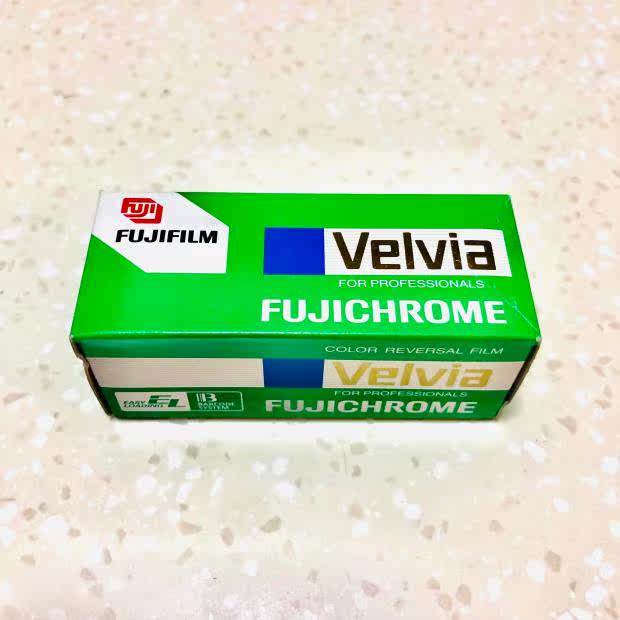 FUJI
FUJIFILM
Velvia
FOR PROFESSIONALS
FUJICHROME
COLOR REVERSAL FILM
Velvia
FOR PROFESSIONALS
EASY LOADING EL
B BARCODE SYSTEM
FUJICHROME